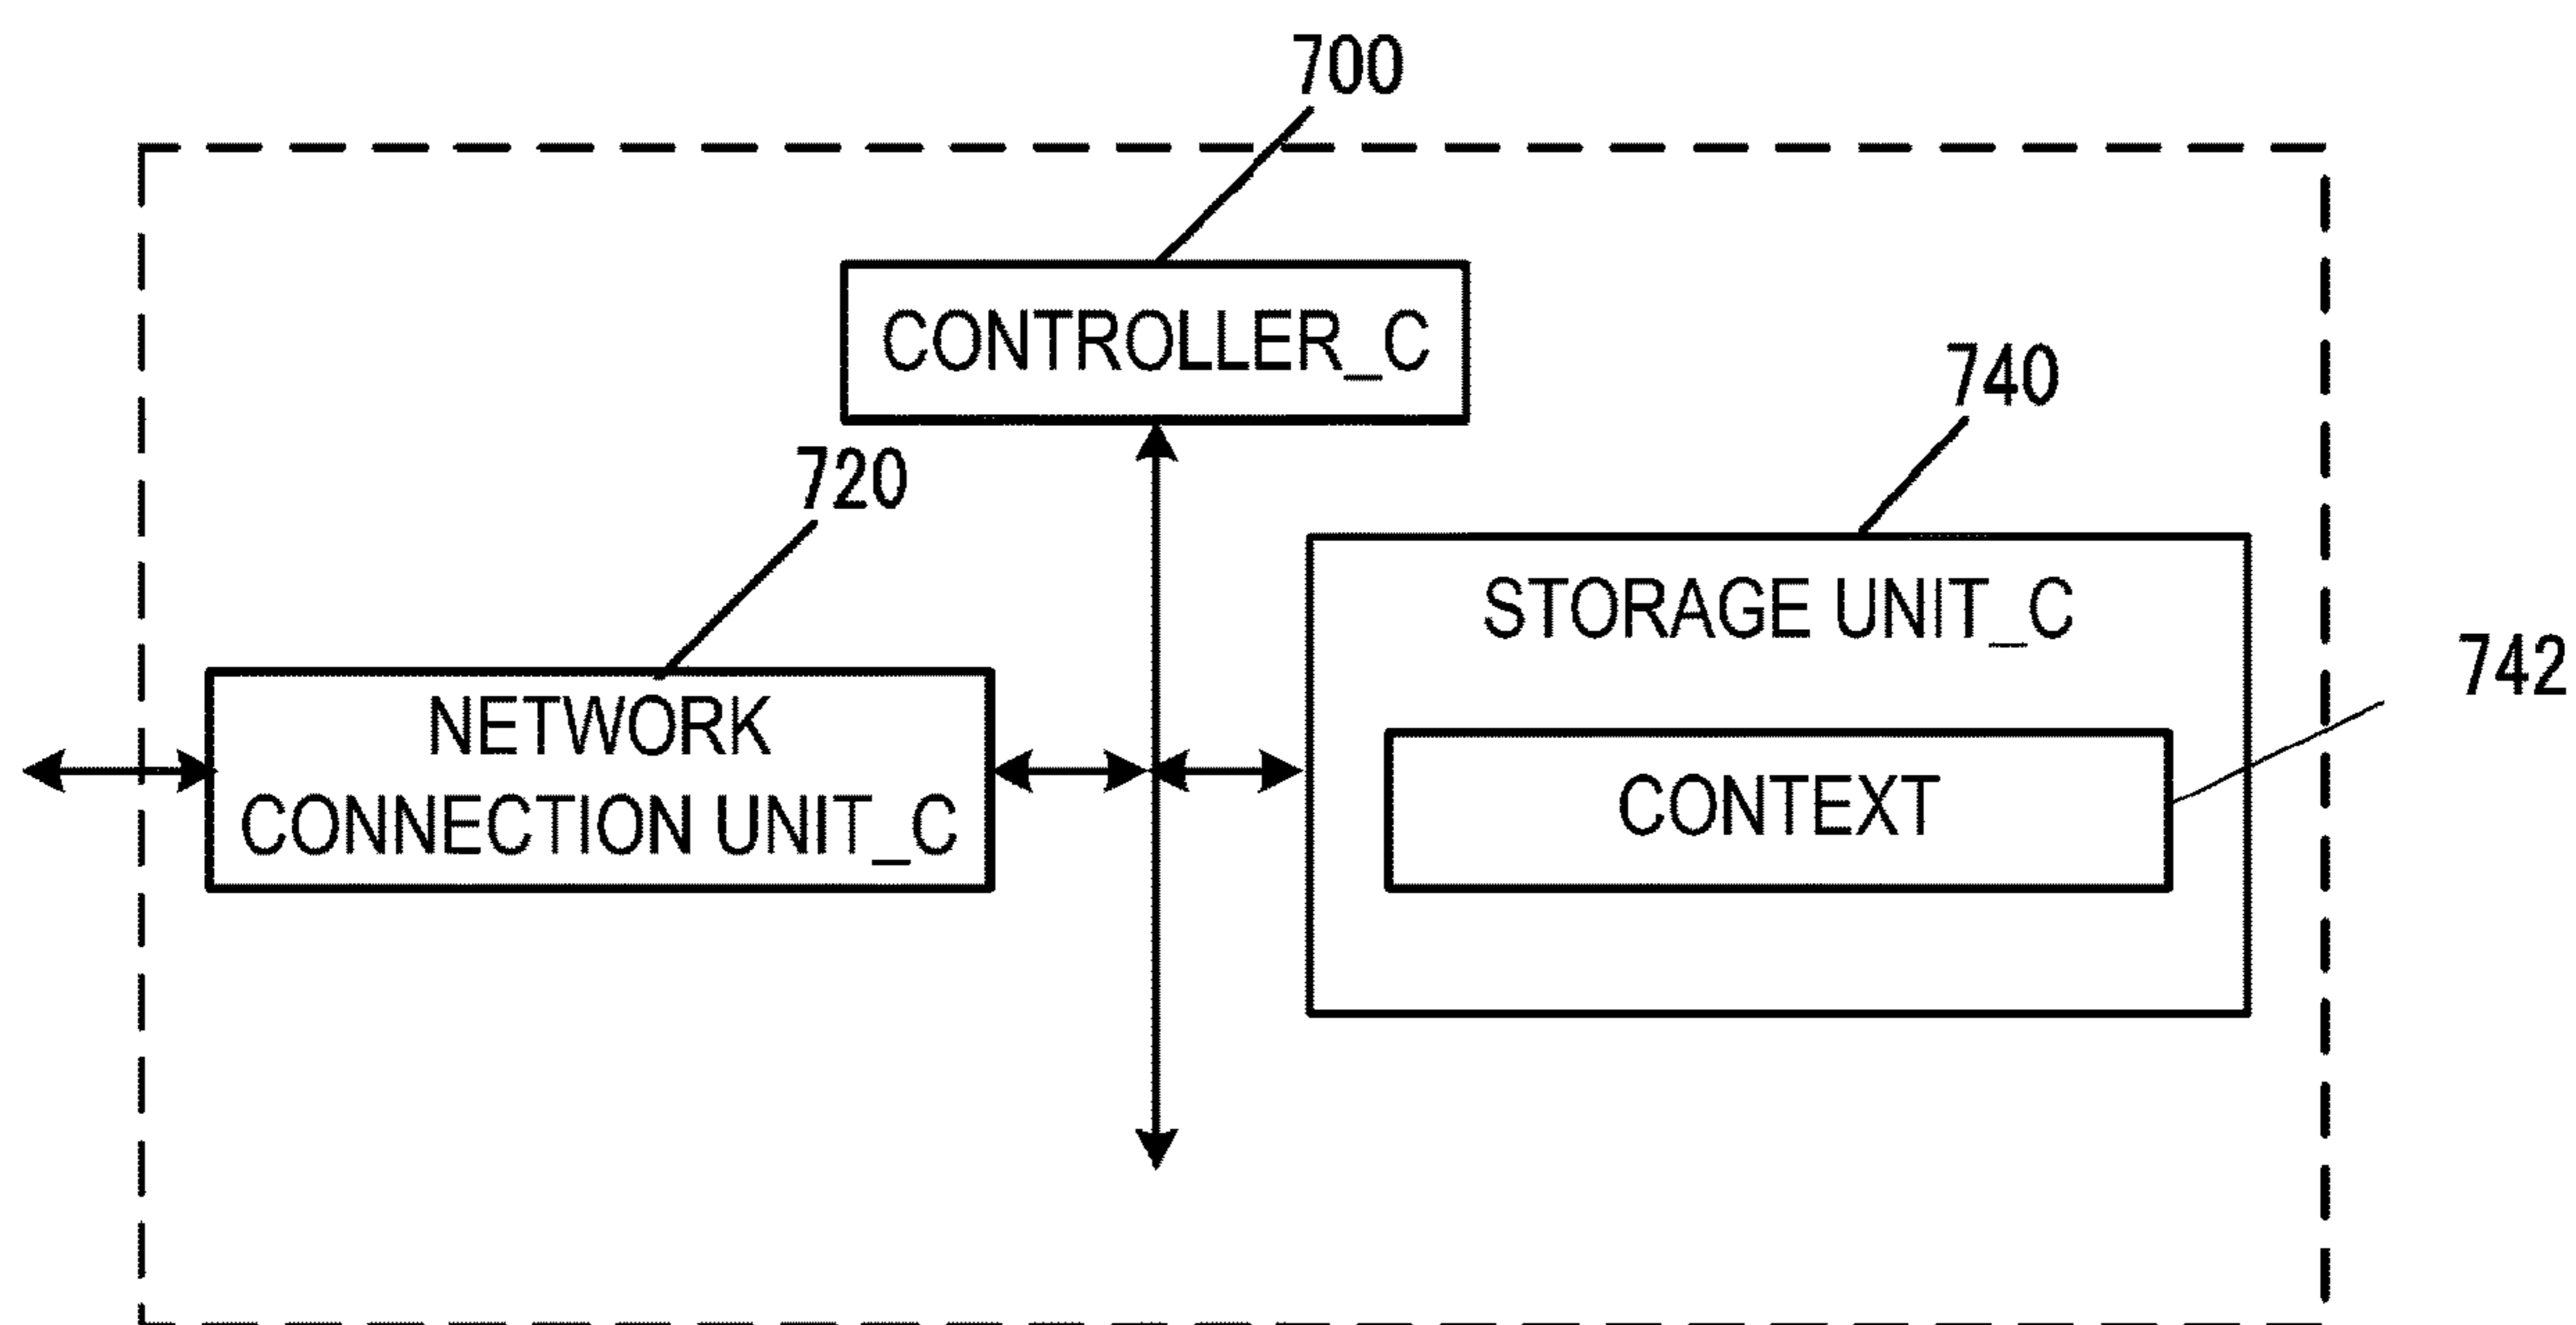 700
CONTROLLER_C
740
720
STORAGE UNIT_C
742
NETWORK
CONNECTION UNIT_C
CONTEXT